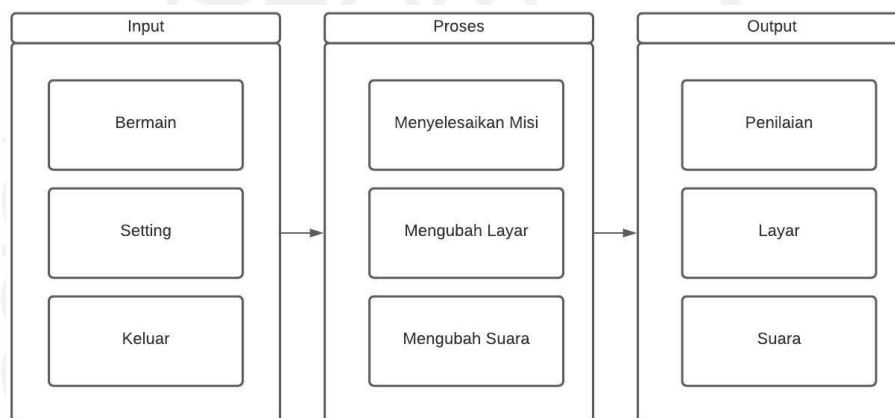 Input
Bermain
Setting
Keluar
Proses
Menyelesaikan Misi
Mengubah Layar
Mengubah Suara
Output
Penilaian
Layar
Suara